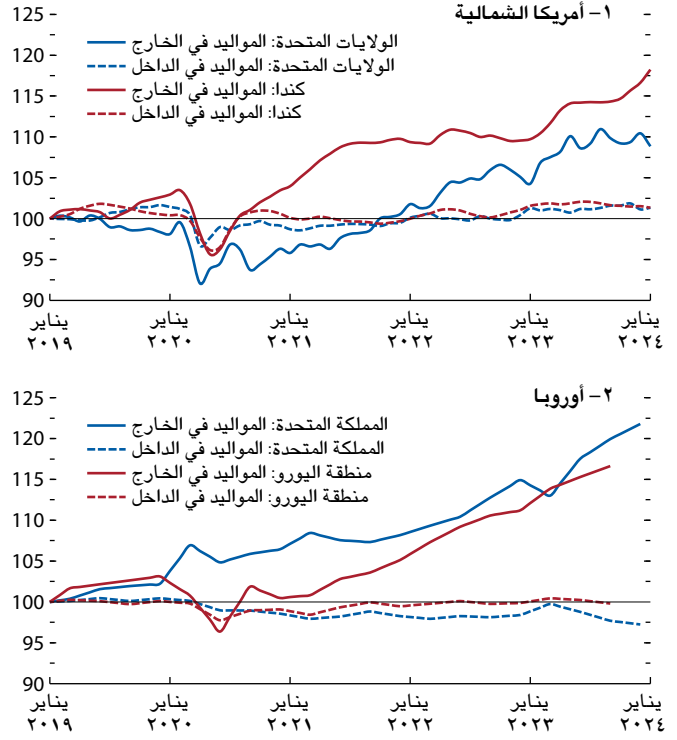 ١– أمريكا الشمالية
الولايات المتحدة: المواليد في الخارج
الولايات المتحدة: المواليد في الداخل
كندا: المواليد في الخارج
كندا: المواليد في الداخل
125
120
115
110
105
100
95
90
يناير يناير يناير يناير يناير يناير
٢٠١٩ ٢٠٢٠ ٢٠٢١ ٢٠٢٢ ٢٠٢٣ ٢٠٢٤
٢– أوروبا
المملكة المتحدة: المواليد في الخارج
المملكة المتحدة: المواليد في الداخل
منطقة اليورو: المواليد في الخارج
منطقة اليورو: المواليد في الداخل
125
120
115
110
105
100
95
90
يناير يناير يناير يناير يناير يناير
٢٠١٩ ٢٠٢٠ ٢٠٢١ ٢٠٢٢ ٢٠٢٣ ٢٠٢٤